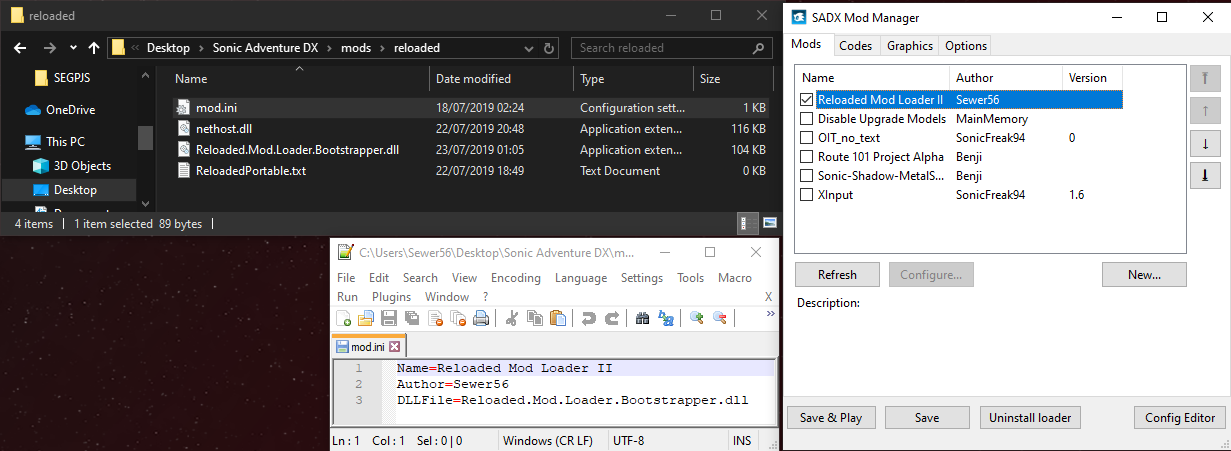 reloaded
Desktop > Sonic Adventure DX > mods > reloaded
Search reloaded
SEGPJS
OneDrive
This PC
3D Objects
Desktop
Name Date modified Type Size
mod.ini 18/07/2019 02:24 Configuration sett... 1 KB
nethost.dll 22/07/2019 20:48 Application exten... 116 KB
Reloaded.Mod.Loader.Bootstrapper.dll 23/07/2019 01:05 Application exten... 104 KB
ReloadedPortable.txt 22/07/2019 18:49 Text Document 0 KB
4 items 1 item selected 89 bytes
C:\Users\Sewer56\Desktop\Sonic Adventure DX\m...
File Edit Search View Encoding Language Settings Tools Macro
Run Plugins Window ? X
mod.ini
1 Name=Reloaded Mod Loader II
2 Author=Sewer56
3 DLLFile=Reloaded.Mod.Loader.Bootstrapper.dll
Ln : 1 Col : 1 Sel : 0 | 0 Windows (CR LF) UTF-8 INS
SADX Mod Manager
Mods Codes Graphics Options
Name Author Version
Reloaded Mod Loader II Sewer56
Disable Upgrade Models MainMemory
OIT_no_text SonicFreak94 0
Route 101 Project Alpha Benji
Sonic-Shadow-MetalS... Benji
XInput SonicFreak94 1.6
Refresh Configure... New...
Description:
Save & Play Save Uninstall loader Config Editor